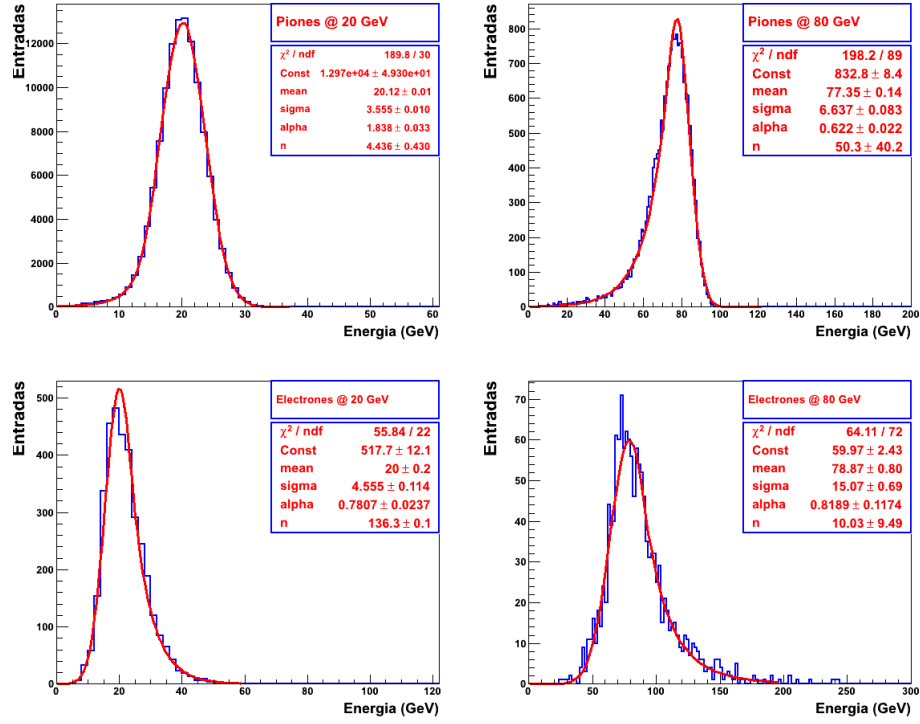 Entradas
12000
10000
8000
6000
4000
2000
0
0 20 40 60
Energia (GeV)
Piones @ 20 GeV
χ² / ndf 189.8 / 30
Const 1.297e+04 ± 4.930e+01
mean 20.12 ± 0.01
sigma 3.555 ± 0.010
alpha 1.838 ± 0.033
n 4.436 ± 0.430
Entradas
800
700
600
500
400
300
200
100
0
0 20 40 60 80 100 120 140 160 180 200
Energia (GeV)
Piones @ 80 GeV
χ² / ndf 198.2 / 89
Const 832.8 ± 8.4
mean 77.35 ± 0.14
sigma 6.637 ± 0.083
alpha 0.622 ± 0.022
n 50.3 ± 40.2
Entradas
500
400
300
200
100
0
0 20 40 60 80 100 120
Energia (GeV)
Electrones @ 20 GeV
χ² / ndf 55.84 / 22
Const 517.7 ± 12.1
mean 20 ± 0.2
sigma 4.555 ± 0.114
alpha 0.7807 ± 0.0237
n 136.3 ± 0.1
Entradas
70
60
50
40
30
20
10
0
0 50 100 150 200 250 300
Energia (GeV)
Electrones @ 80 GeV
χ² / ndf 64.11 / 72
Const 59.97 ± 2.43
mean 78.87 ± 0.80
sigma 15.07 ± 0.69
alpha 0.8189 ± 0.1174
n 10.03 ± 9.49